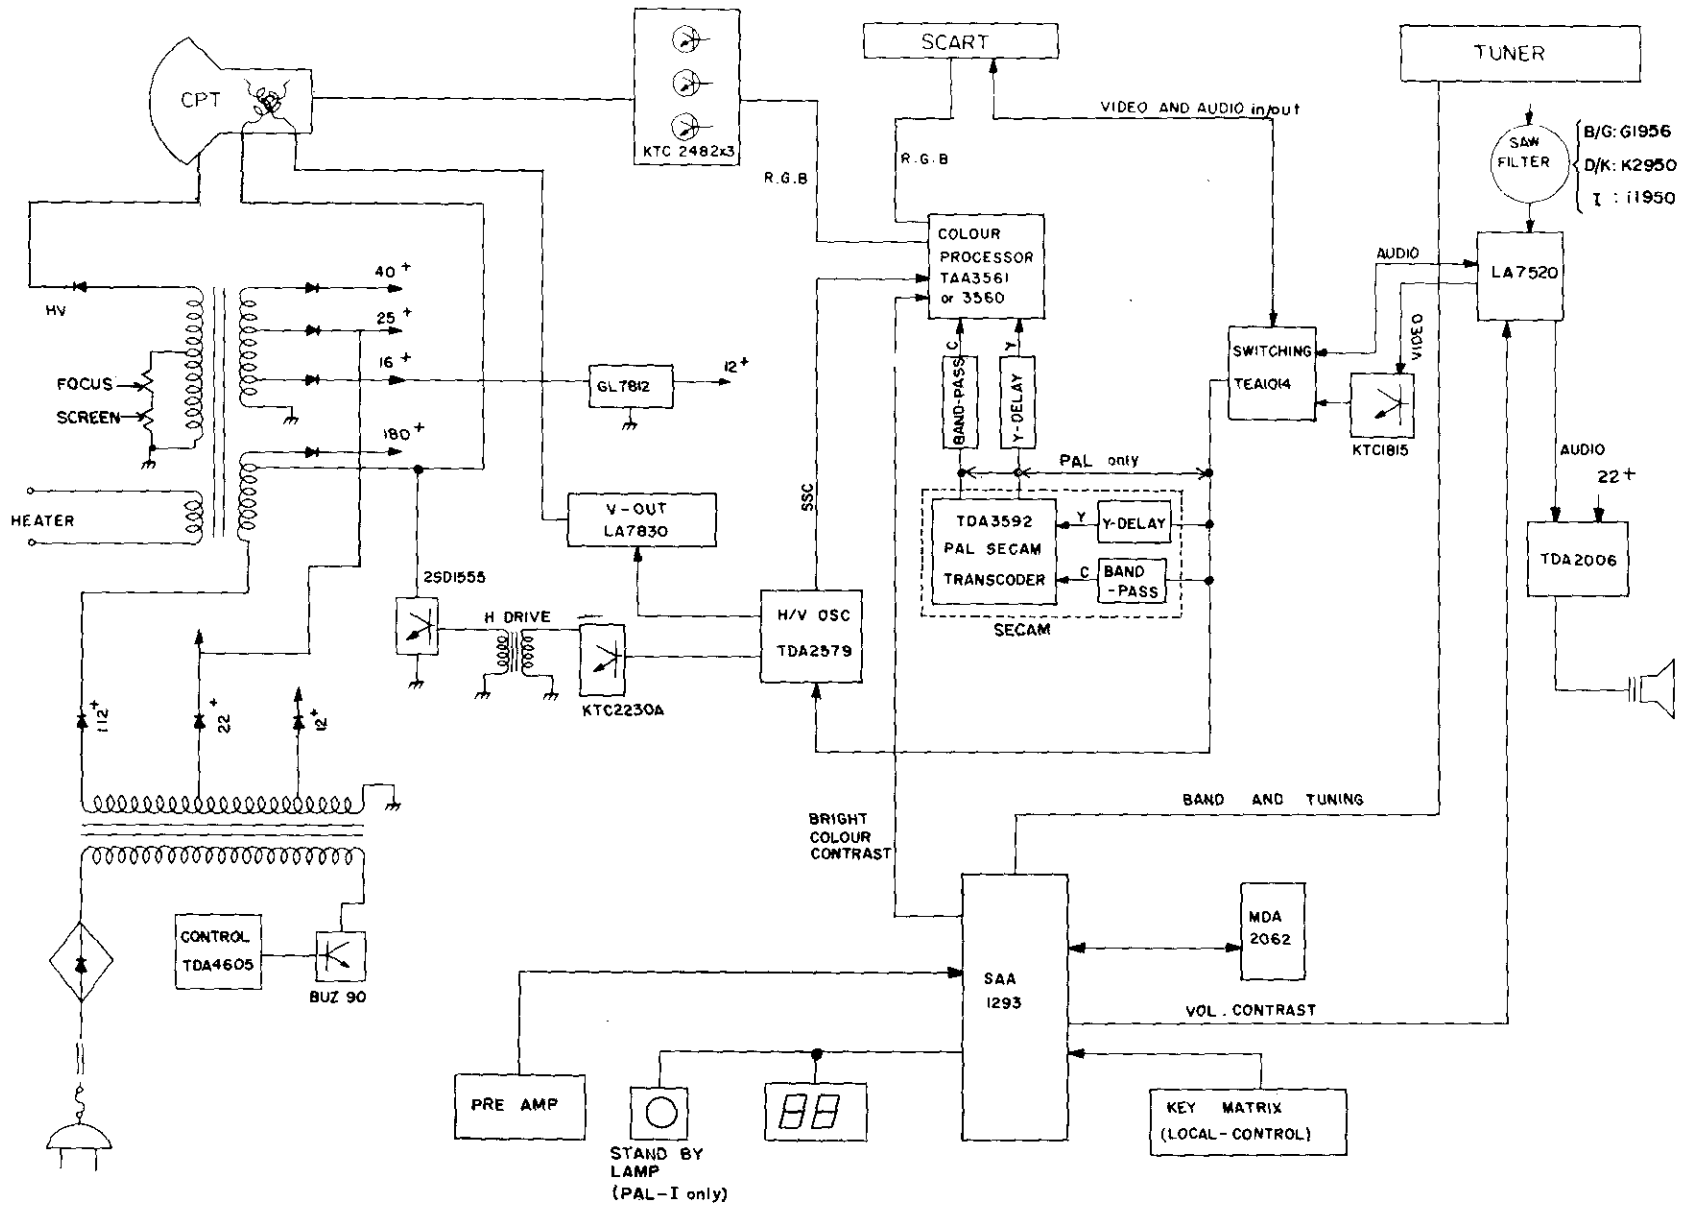 SCART
TUNER
CPT
KTC 2482x3
VIDEO AND AUDIO in/out
R.G.B
R.G.B
SAW
FILTER
B/G: G1956
D/K: K2950
I : i1950
COLOUR
PROCESSOR
TAA3561
or 3560
AUDIO
LA7520
VIDEO
HV
40+
25+
16+
180+
FOCUS
SCREEN
HEATER
GL7812
12+
C
Y
BAND-PASS
Y-DELAY
SWITCHING
TEA1014
KTC1815
PAL only
AUDIO
22+
SSC
V-OUT
LA7830
TDA3592
PAL SECAM
TRANSCODER
Y
Y-DELAY
C
BAND
-PASS
SECAM
TDA2006
2SD1555
H DRIVE
KTC2230A
H/V OSC
TDA2579
112+
22+
12+
BRIGHT
COLOUR
CONTRAST
BAND AND TUNING
CONTROL
TDA4605
BUZ 90
MDA
2062
SAA
1293
VOL . CONTRAST
PRE AMP
88
STAND BY
LAMP
(PAL-I only)
KEY MATRIX
(LOCAL-CONTROL)